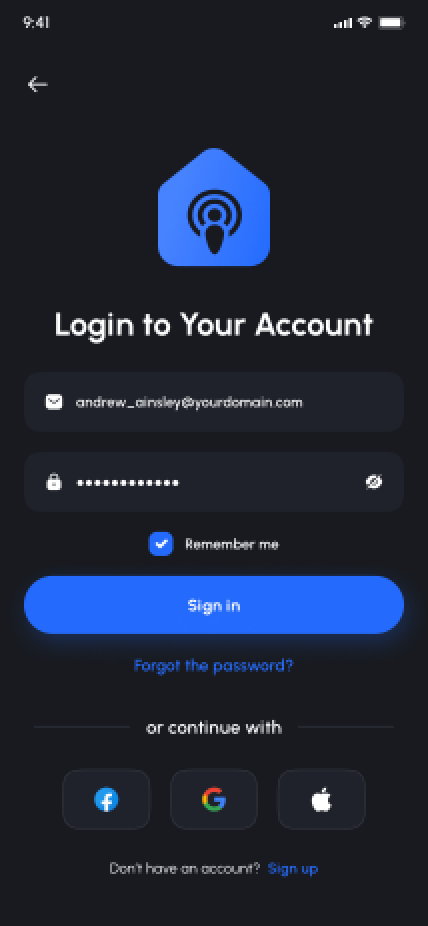 9:41
Login to Your Account
andrew_ainsley@yourdomain.com
••••••••••••
Remember me
Sign in
Forgot the password?
or continue with
Don't have an account? Sign up